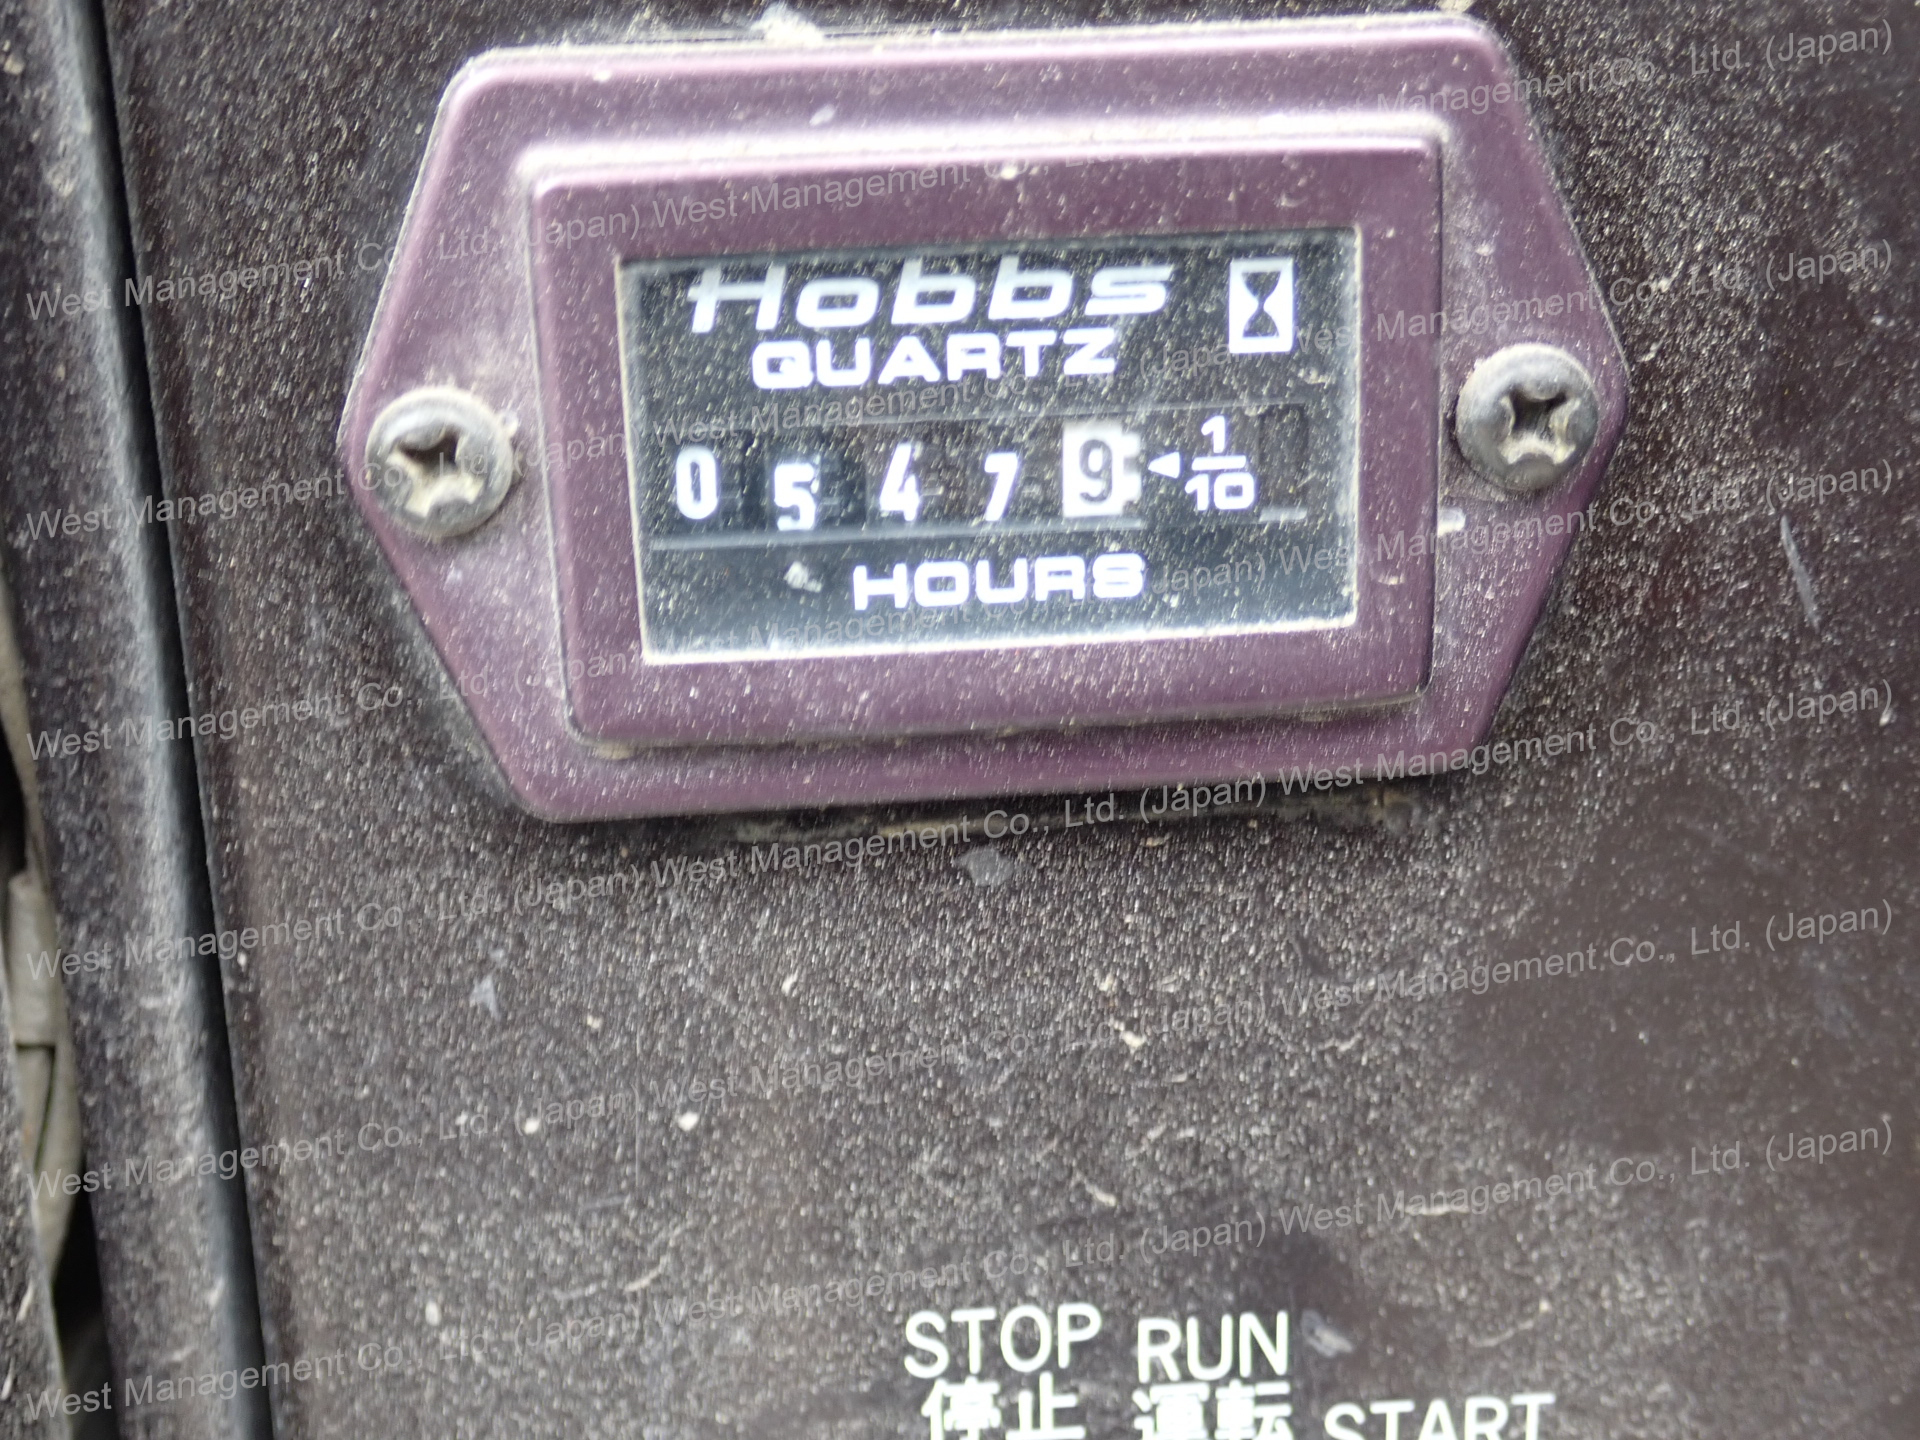 Hobbs
QUARTZ
0 5 4 7 9 1/10
HOURS
STOP RUN
停止 運転 START
West Management Co., Ltd. (Japan)